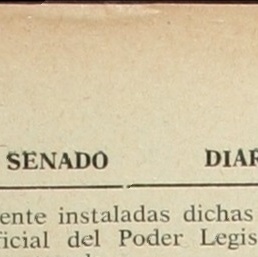 SENADO DIAR
ente instaladas dichas
ficial del Poder Legis